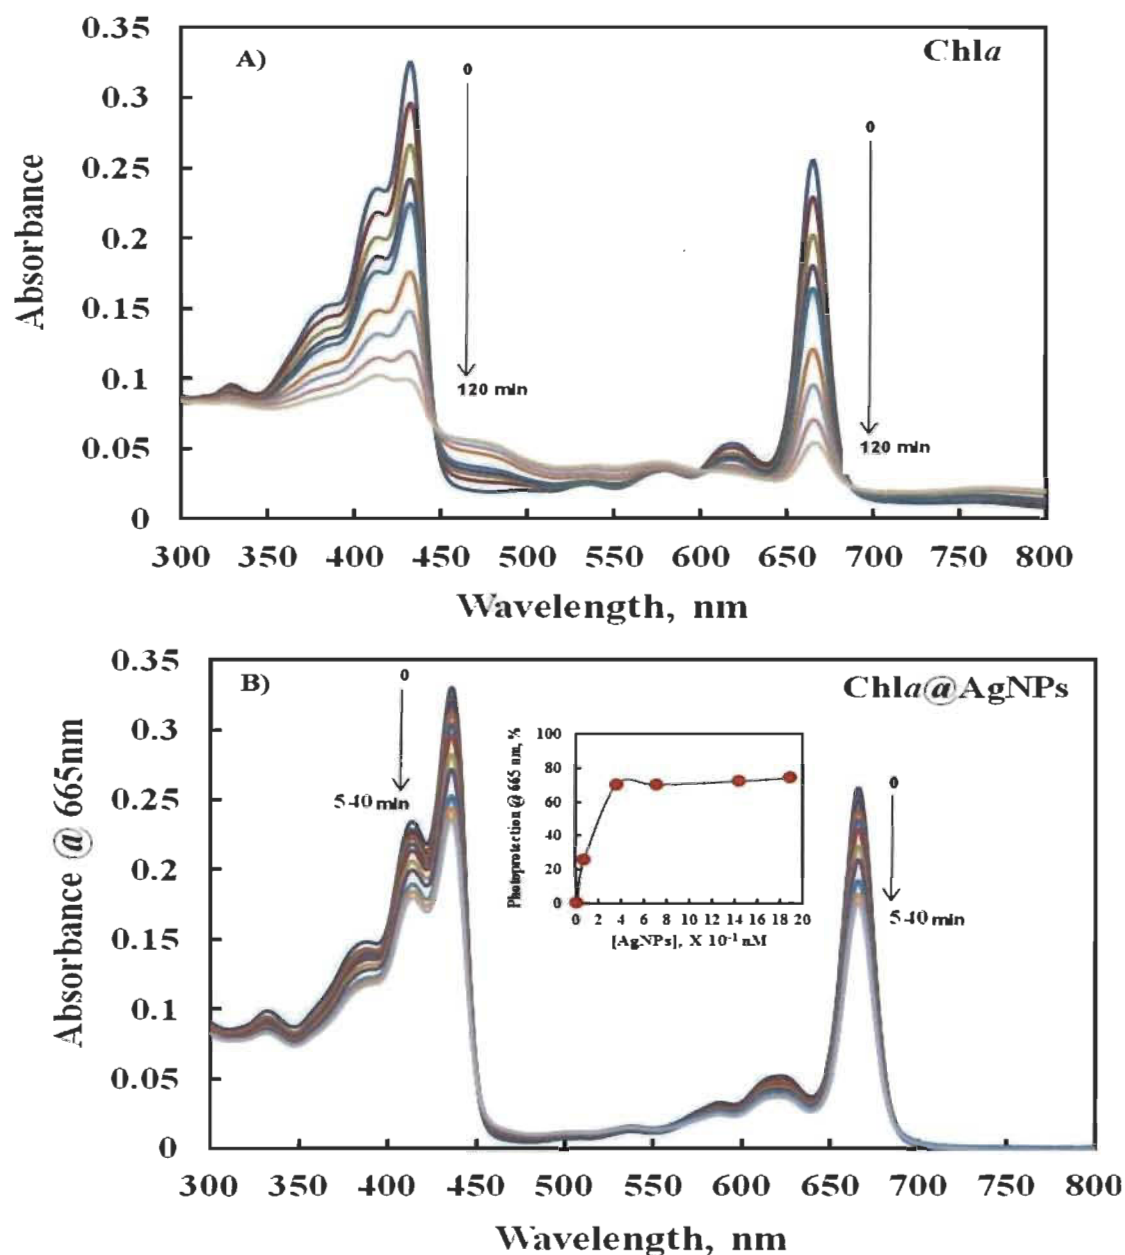 A)
Chla
0.35
0.3
0.25
0.2
0.15
0.1
0.05
0
Absorbance
0
120 min
0
120 min
300 350 400 450 500 550 600 650 700 750 800
Wavelength, nm
B)
Chla@AgNPs
0.35
0.3
0.25
0.2
0.15
0.1
0.05
0
Absorbance @ 665nm
0
540 min
0
540 min
Photoprotection @ 665 nm, %
100
80
60
40
20
0
0 2 4 6 8 10 12 14 16 18 20
[AgNPs], X 10⁻¹ nM
300 350 400 450 500 550 600 650 700 750 800
Wavelength, nm